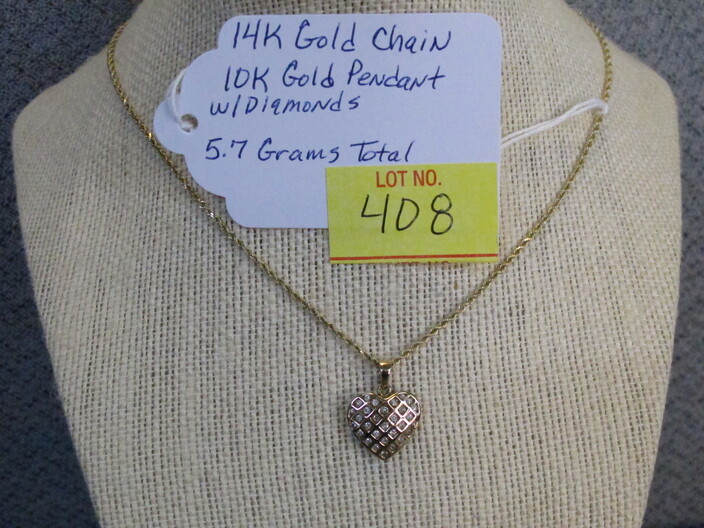 14K Gold Chain
10K Gold Pendant
w/Diamonds
5.7 Grams Total
LOT NO.
408